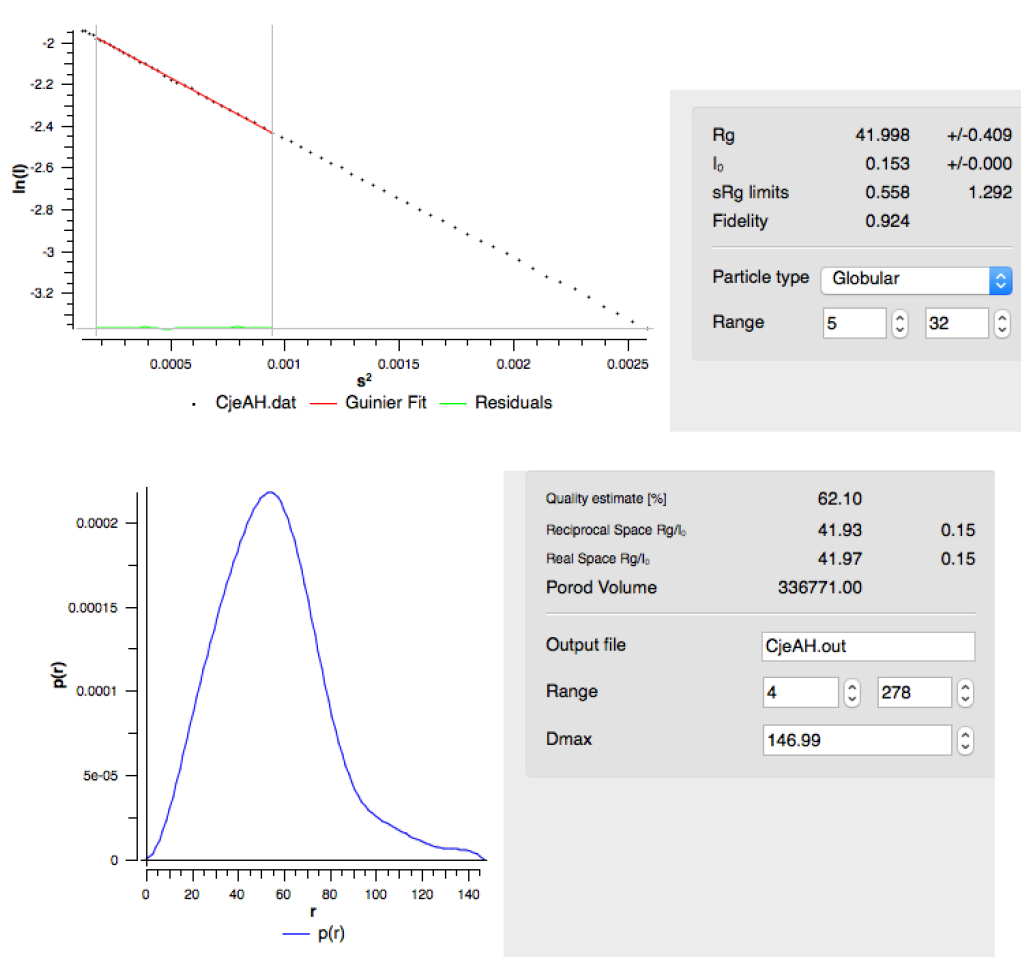 -2
-2.2
-2.4
-2.6
-2.8
-3
-3.2
ln(I)
0.0005 0.001 0.0015 0.002 0.0025
s²
CjeAH.dat Guinier Fit Residuals
Rg 41.998 +/-0.409
I₀ 0.153 +/-0.000
sRg limits 0.558 1.292
Fidelity 0.924
Particle type Globular
Range 5 32
0.0002
0.00015
0.0001
5e-05
0
p(r)
0 20 40 60 80 100 120 140
r
p(r)
Quality estimate [%] 62.10
Reciprocal Space Rg/I₀ 41.93 0.15
Real Space Rg/I₀ 41.97 0.15
Porod Volume 336771.00
Output file CjeAH.out
Range 4 278
Dmax 146.99